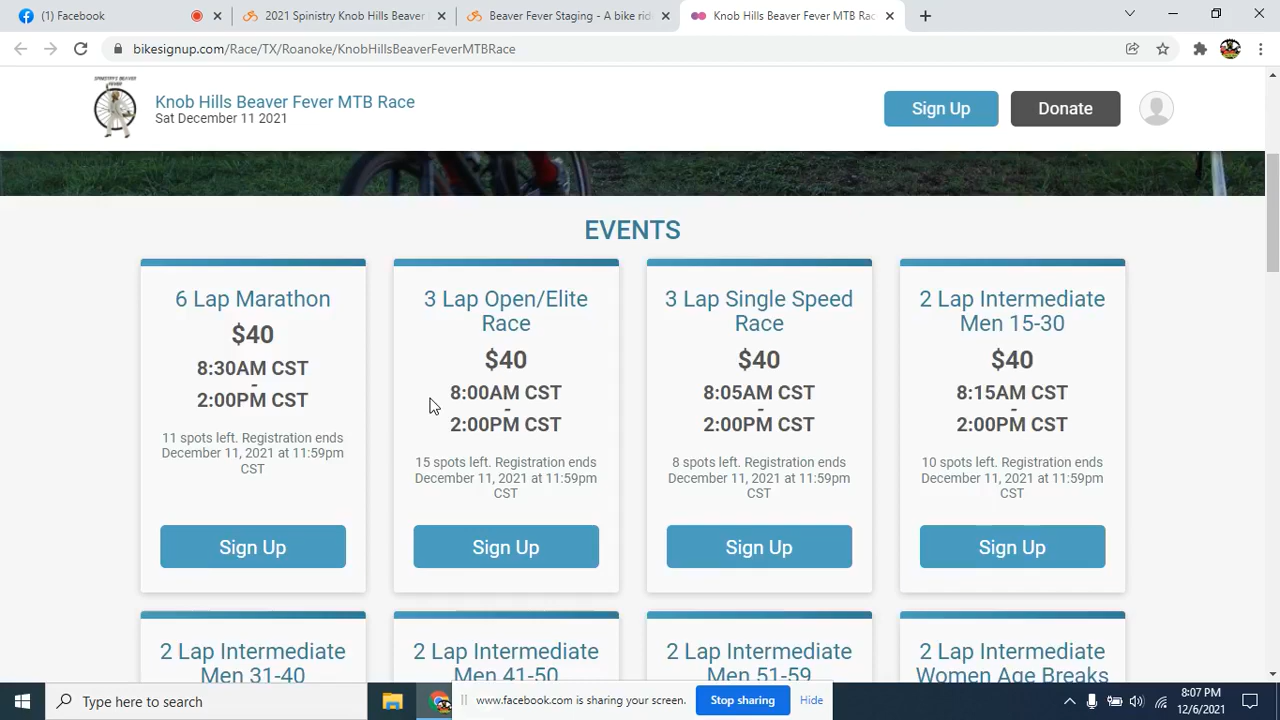 (1) Facebook
2021 Spinistry Knob Hills Beaver
Beaver Fever Staging - A bike rid
Knob Hills Beaver Fever MTB Rac
bikesignup.com/Race/TX/Roanoke/KnobHillsBeaverFeverMTBRace
SPINISTRY'S BEAVER
FEVER
Knob Hills Beaver Fever MTB Race
Sat December 11 2021
Sign Up
Donate
EVENTS
6 Lap Marathon
$40
8:30AM CST
-
2:00PM CST
11 spots left. Registration ends
December 11, 2021 at 11:59pm
CST
Sign Up
3 Lap Open/Elite
Race
$40
8:00AM CST
-
2:00PM CST
15 spots left. Registration ends
December 11, 2021 at 11:59pm
CST
Sign Up
3 Lap Single Speed
Race
$40
8:05AM CST
-
2:00PM CST
8 spots left. Registration ends
December 11, 2021 at 11:59pm
CST
Sign Up
2 Lap Intermediate
Men 15-30
$40
8:15AM CST
-
2:00PM CST
10 spots left. Registration ends
December 11, 2021 at 11:59pm
CST
Sign Up
2 Lap Intermediate
Men 31-40
2 Lap Intermediate
Men 41-50
2 Lap Intermediate
Men 51-59
2 Lap Intermediate
Women Age Breaks
Type here to search
www.facebook.com is sharing your screen.
Stop sharing
Hide
8:07 PM
12/6/2021